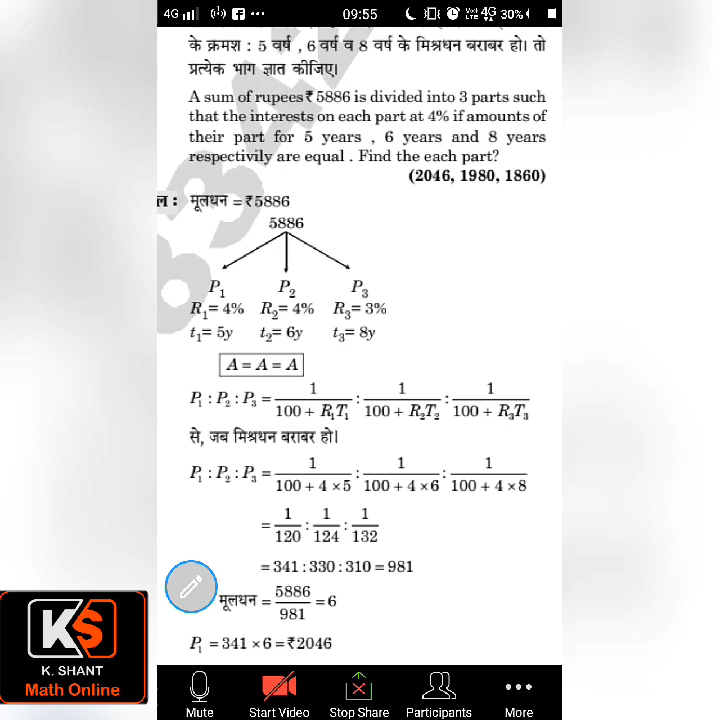 4G 09:55 VoLTE 4G 30%
के क्रमश : 5 वर्ष , 6 वर्ष व 8 वर्ष के मिश्रधन बराबर हो। तो
प्रत्येक भाग ज्ञात कीजिए।
A sum of rupees ₹ 5886 is divided into 3 parts such
that the interests on each part at 4% if amounts of
their part for 5 years , 6 years and 8 years
respectivily are equal . Find the each part?
(2046, 1980, 1860)
ल : मूलधन = ₹5886
5886
P₁ P₂ P₃
R₁= 4% R₂= 4% R₃= 3%
t₁= 5y t₂= 6y t₃= 8y
A = A = A
P₁ : P₂ : P₃ = 1/(100 + R₁T₁) : 1/(100 + R₂T₂) : 1/(100 + R₃T₃)
से, जब मिश्रधन बराबर हो।
P₁ : P₂ : P₃ = 1/(100 + 4 ×5) : 1/(100 + 4 ×6) : 1/(100 + 4 × 8)
= 1/120 : 1/124 : 1/132
= 341 : 330 : 310 = 981
मूलधन = 5886/981 = 6
P₁ = 341 × 6 = ₹2046
KS
K. SHANT
Math Online
Mute Start Video Stop Share Participants More